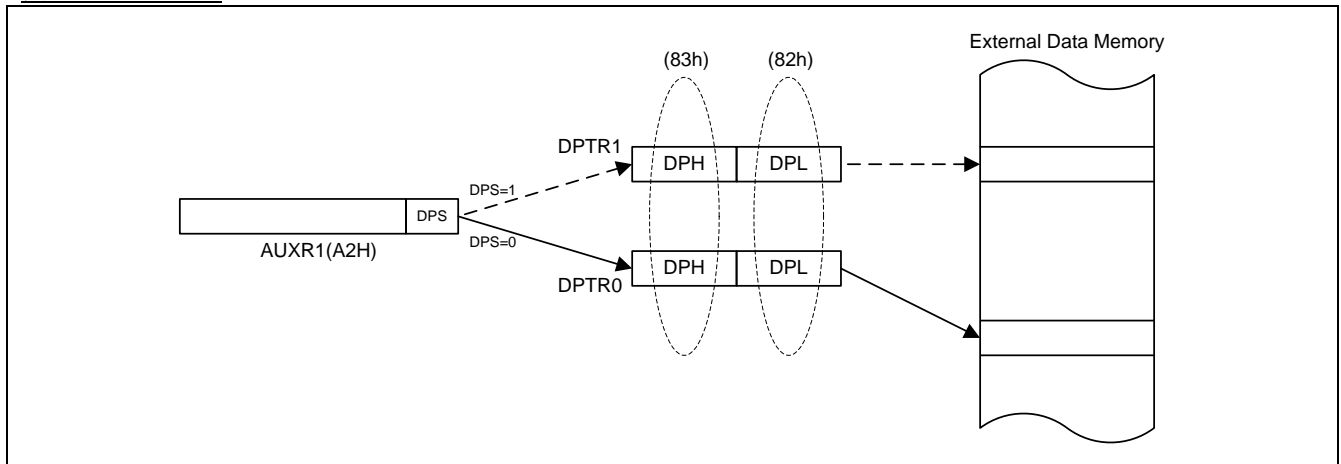 External Data Memory
(83h) (82h)
DPTR1 DPH DPL
DPS=1
DPS
DPS=0
AUXR1(A2H)
DPH DPL
DPTR0